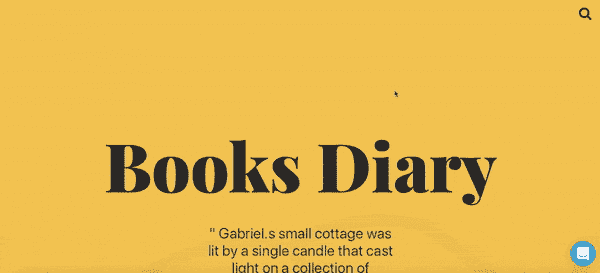 Books Diary
" Gabriel.s small cottage was
lit by a single candle that cast
light on a collection of